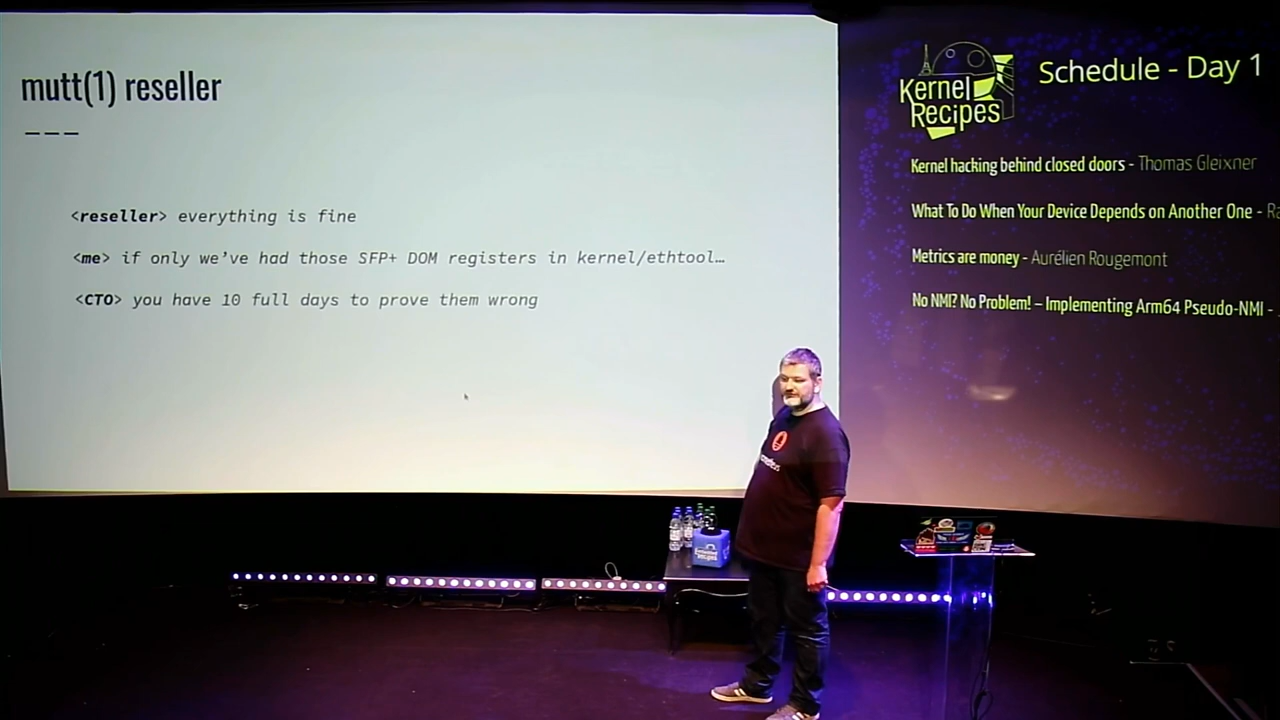 mutt(1) reseller
---
<reseller> everything is fine
<me> if only we've had those SFP+ DOM registers in kernel/ethtool…
<CTO> you have 10 full days to prove them wrong
Kernel
Recipes
Schedule - Day 1
Kernel hacking behind closed doors - Thomas Gleixner
What To Do When Your Device Depends on Another One - Ra
Metrics are money - Aurélien Rougemont
No NMI? No Problem! – Implementing Arm64 Pseudo-NMI -